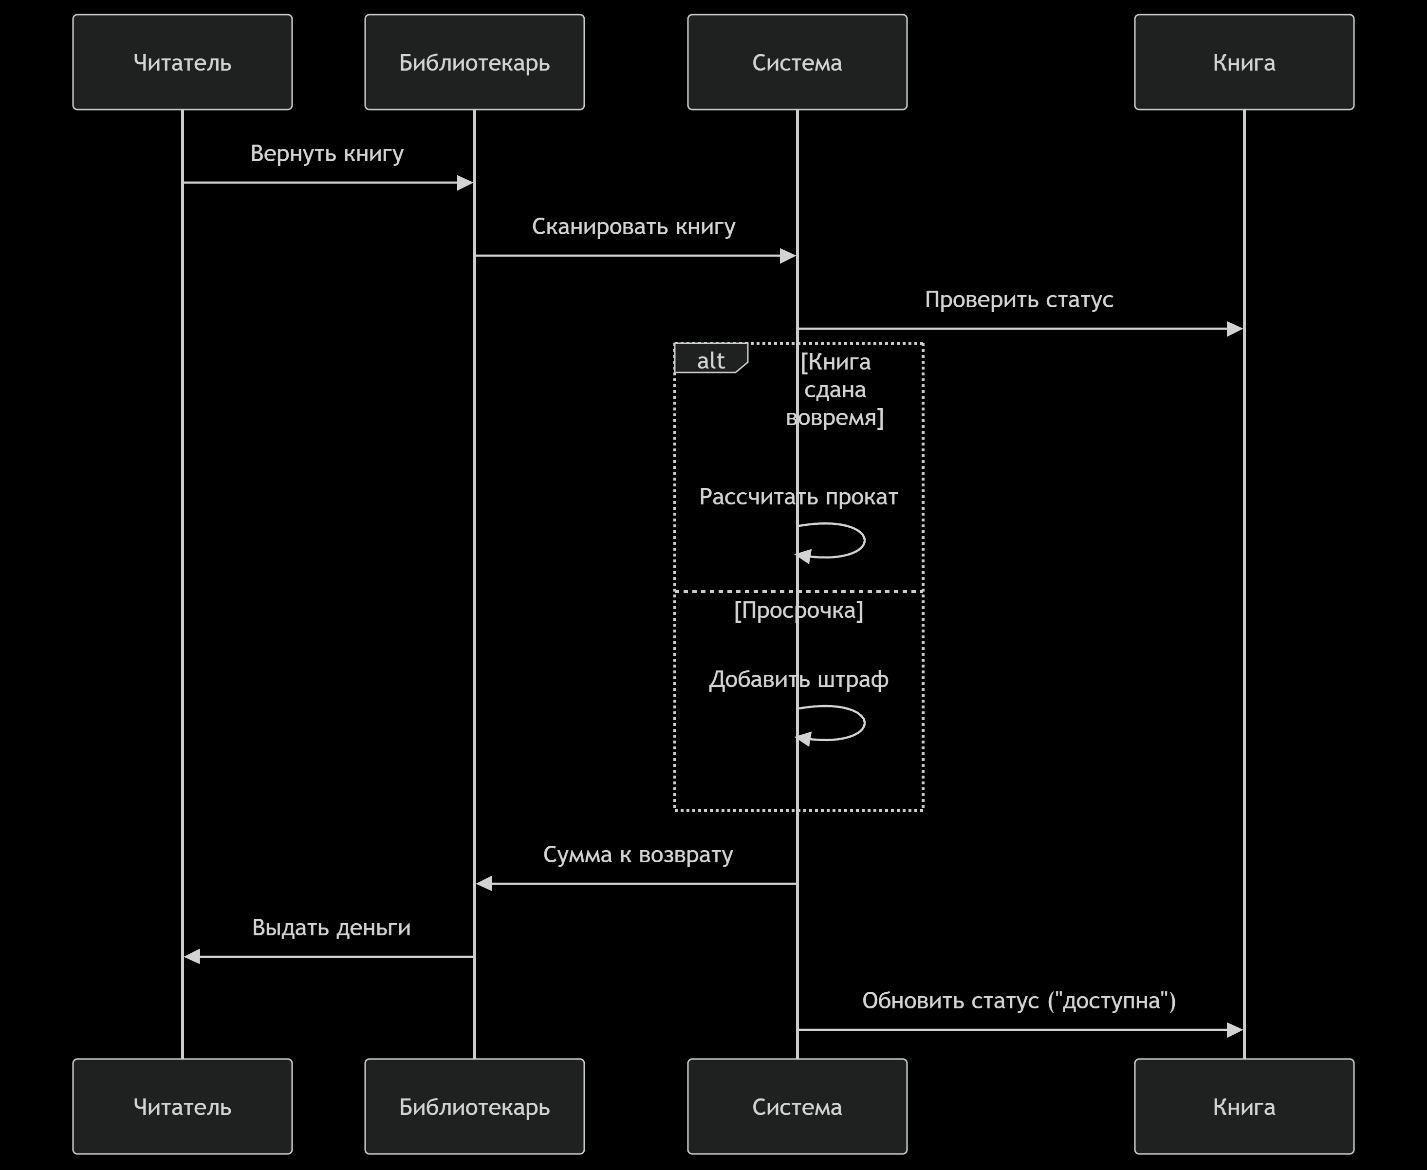 Читатель
Библиотекарь
Система
Книга
Вернуть книгу
Сканировать книгу
Проверить статус
alt
[Книга
сдана
вовремя]
Рассчитать прокат
[Просрочка]
Добавить штраф
Сумма к возврату
Выдать деньги
Обновить статус ("доступна")
Читатель
Библиотекарь
Система
Книга